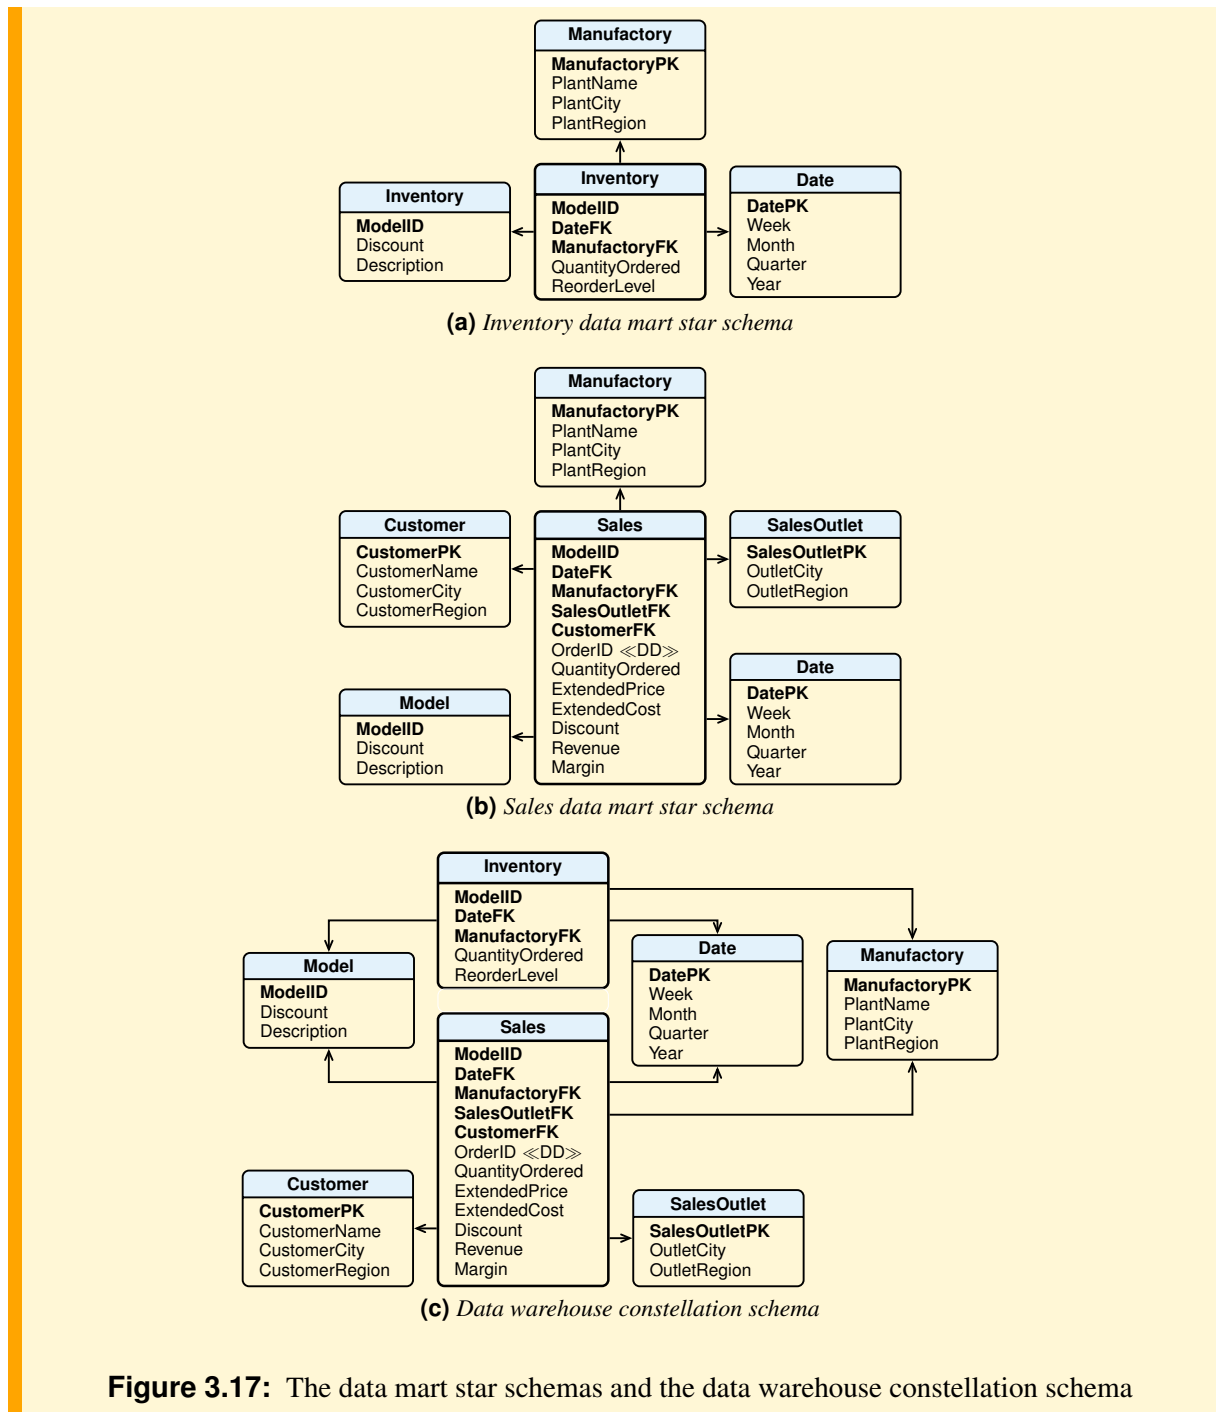 Manufactory
ManufactoryPK
PlantName
PlantCity
PlantRegion
Inventory
ModelID
Discount
Description
Inventory
ModelID
DateFK
ManufactoryFK
QuantityOrdered
ReorderLevel
Date
DatePK
Week
Month
Quarter
Year
(a) Inventory data mart star schema
Manufactory
ManufactoryPK
PlantName
PlantCity
PlantRegion
Customer
CustomerPK
CustomerName
CustomerCity
CustomerRegion
Model
ModelID
Discount
Description
Sales
ModelID
DateFK
ManufactoryFK
SalesOutletFK
CustomerFK
OrderID ≪DD≫
QuantityOrdered
ExtendedPrice
ExtendedCost
Discount
Revenue
Margin
SalesOutlet
SalesOutletPK
OutletCity
OutletRegion
Date
DatePK
Week
Month
Quarter
Year
(b) Sales data mart star schema
Inventory
ModelID
DateFK
ManufactoryFK
QuantityOrdered
ReorderLevel
Model
ModelID
Discount
Description
Date
DatePK
Week
Month
Quarter
Year
Manufactory
ManufactoryPK
PlantName
PlantCity
PlantRegion
Sales
ModelID
DateFK
ManufactoryFK
SalesOutletFK
CustomerFK
OrderID ≪DD≫
QuantityOrdered
ExtendedPrice
ExtendedCost
Discount
Revenue
Margin
Customer
CustomerPK
CustomerName
CustomerCity
CustomerRegion
SalesOutlet
SalesOutletPK
OutletCity
OutletRegion
(c) Data warehouse constellation schema
Figure 3.17: The data mart star schemas and the data warehouse constellation schema